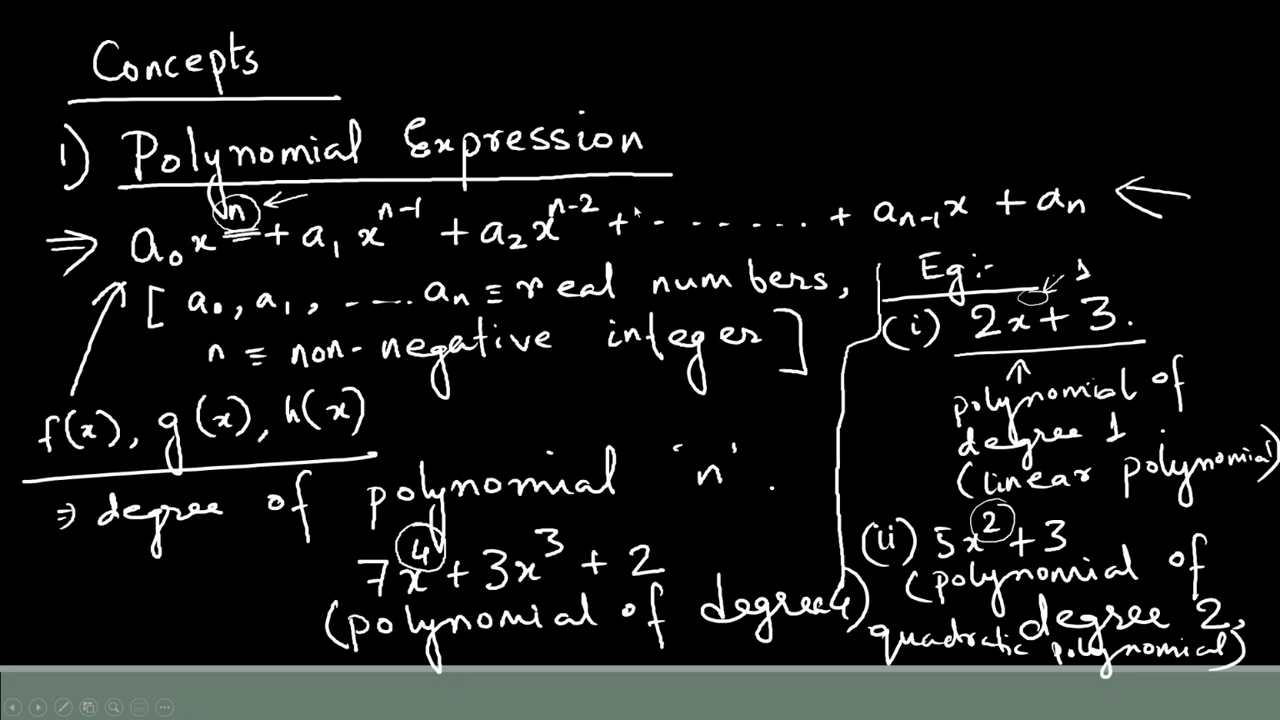 Concepts
1) Polynomial Expression
⇒ a₀xⁿ + a₁xⁿ⁻¹ + a₂xⁿ⁻² + ........ + aₙ₋₁x + aₙ ←
[ a₀, a₁, ..... aₙ ≡ real numbers,
n ≡ non-negative integer ]
f(x), g(x), h(x)
⇒ degree of polynomial 'n'.
7x⁴ + 3x³ + 2
(polynomial of degree 4)
Eg:-
1
(i) 2x + 3.
polynomial of
degree 1
(linear polynomial)
(ii) 5x² + 3
(polynomial of
degree 2,
quadratic polynomial)